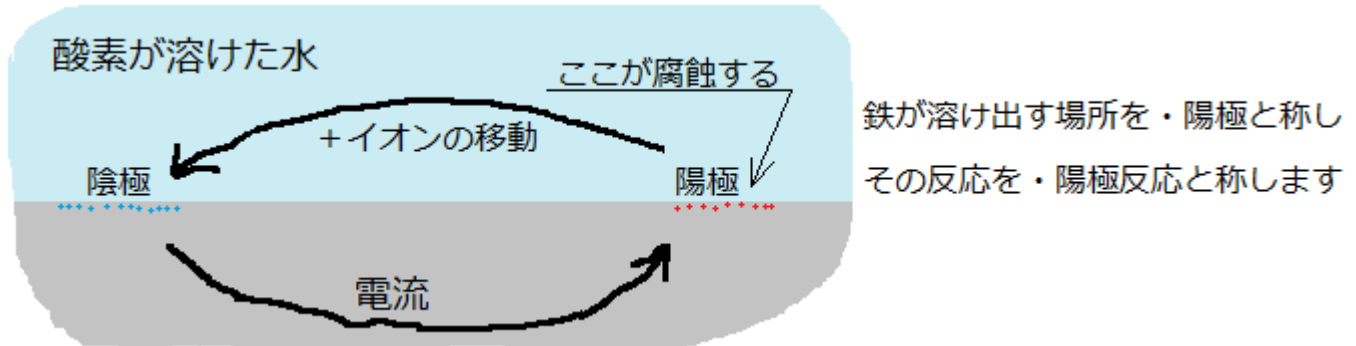 酸素が溶けた水
ここが腐蝕する
+イオンの移動
陰極
陽極
電流
鉄が溶け出す場所を・陽極と称し
その反応を・陽極反応と称します